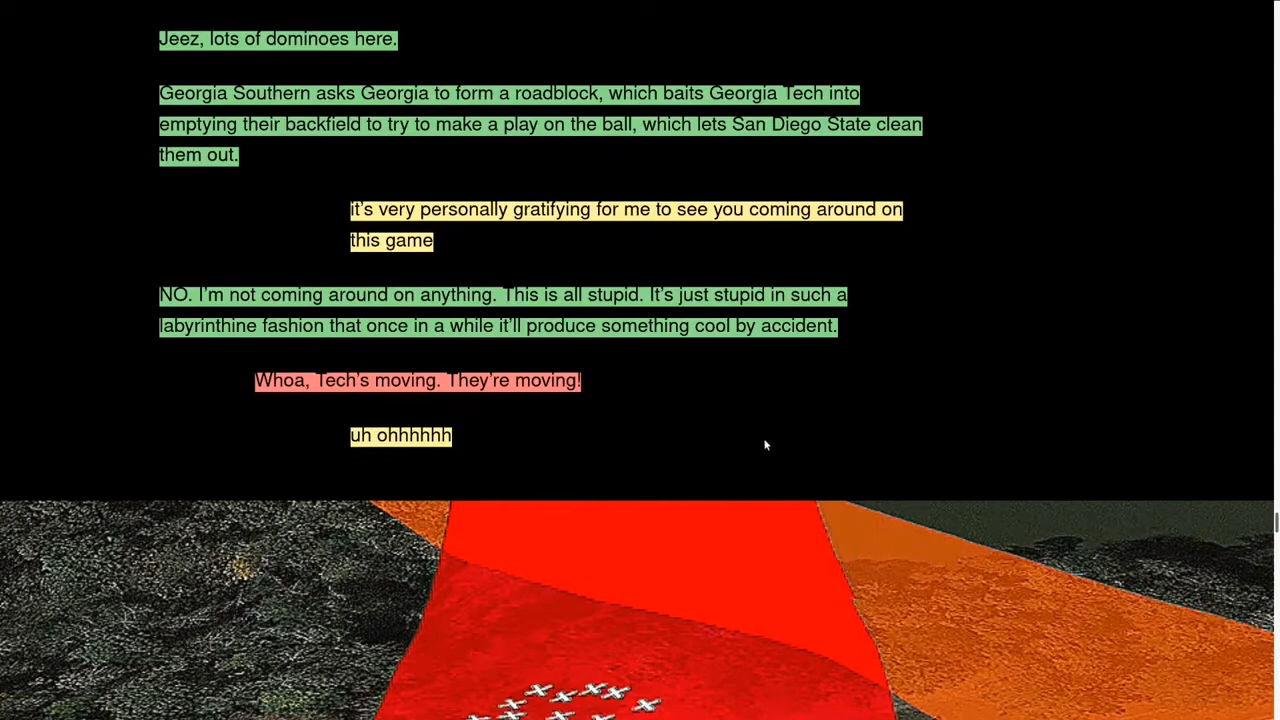 Jeez, lots of dominoes here.
Georgia Southern asks Georgia to form a roadblock, which baits Georgia Tech into
emptying their backfield to try to make a play on the ball, which lets San Diego State clean
them out.
it’s very personally gratifying for me to see you coming around on
this game
NO. I’m not coming around on anything. This is all stupid. It’s just stupid in such a
labyrinthine fashion that once in a while it’ll produce something cool by accident.
Whoa, Tech’s moving. They’re moving!
uh ohhhhhh